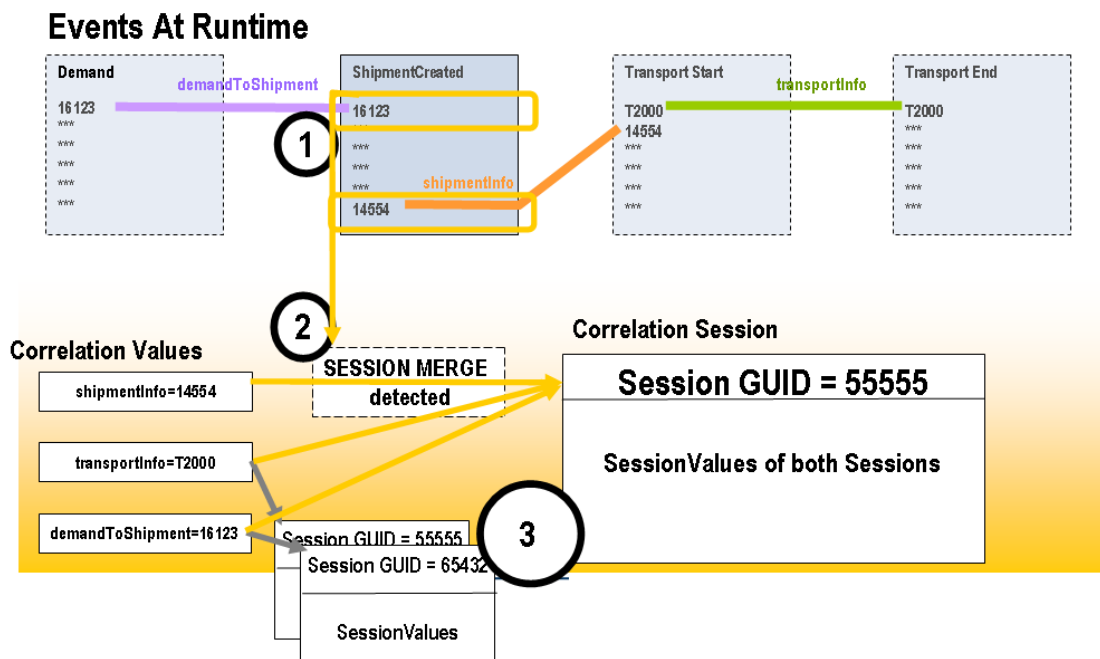 Events At Runtime
Demand
16123
***
***
***
***
***
demandToShipment
ShipmentCreated
16123
***
***
***
***
14554
shipmentInfo
Transport Start
T2000
14554
***
***
***
***
transportInfo
Transport End
T2000
***
***
***
***
***
1
2
SESSION MERGE
detected
Correlation Values
shipmentInfo=14554
transportInfo=T2000
demandToShipment=16123
Correlation Session
Session GUID = 55555
SessionValues of both Sessions
3
Session GUID = 55555
Session GUID = 65432
SessionValues